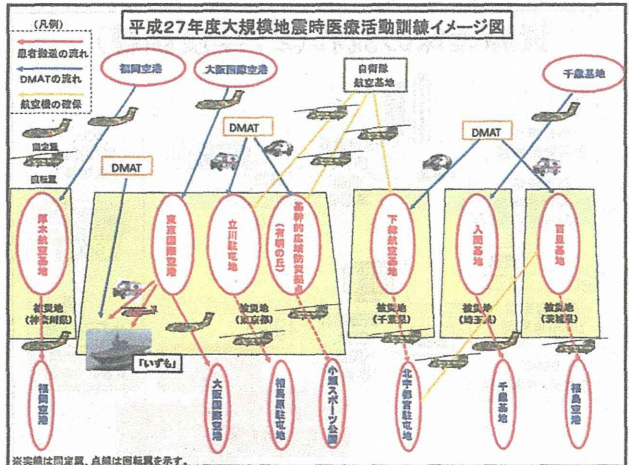 平成27年度大規模地震時医療活動訓練イメージ図
(凡例)
患者搬送の流れ
DMATの流れ
航空機の確保
固定翼
回転翼
福岡空港
大阪国際空港
自衛隊
航空基地
千歳基地
DMAT
DMAT
DMAT
厚木航空基地
東京国際空港
立川駐屯地
基幹的広域防災拠点
(有明の丘)
下総航空基地
入間基地
百里基地
被災地
(神奈川県)
被災地
(東京都)
被災地
(千葉県)
被災地
(埼玉県)
被災地
(茨城県)
「いずも」
福岡空港
大阪国際空港
相馬原駐屯地
小瀬スポーツ公園
北宇都宮駐屯地
千歳基地
福島空港
※実線は固定翼、点線は回転翼を示す。